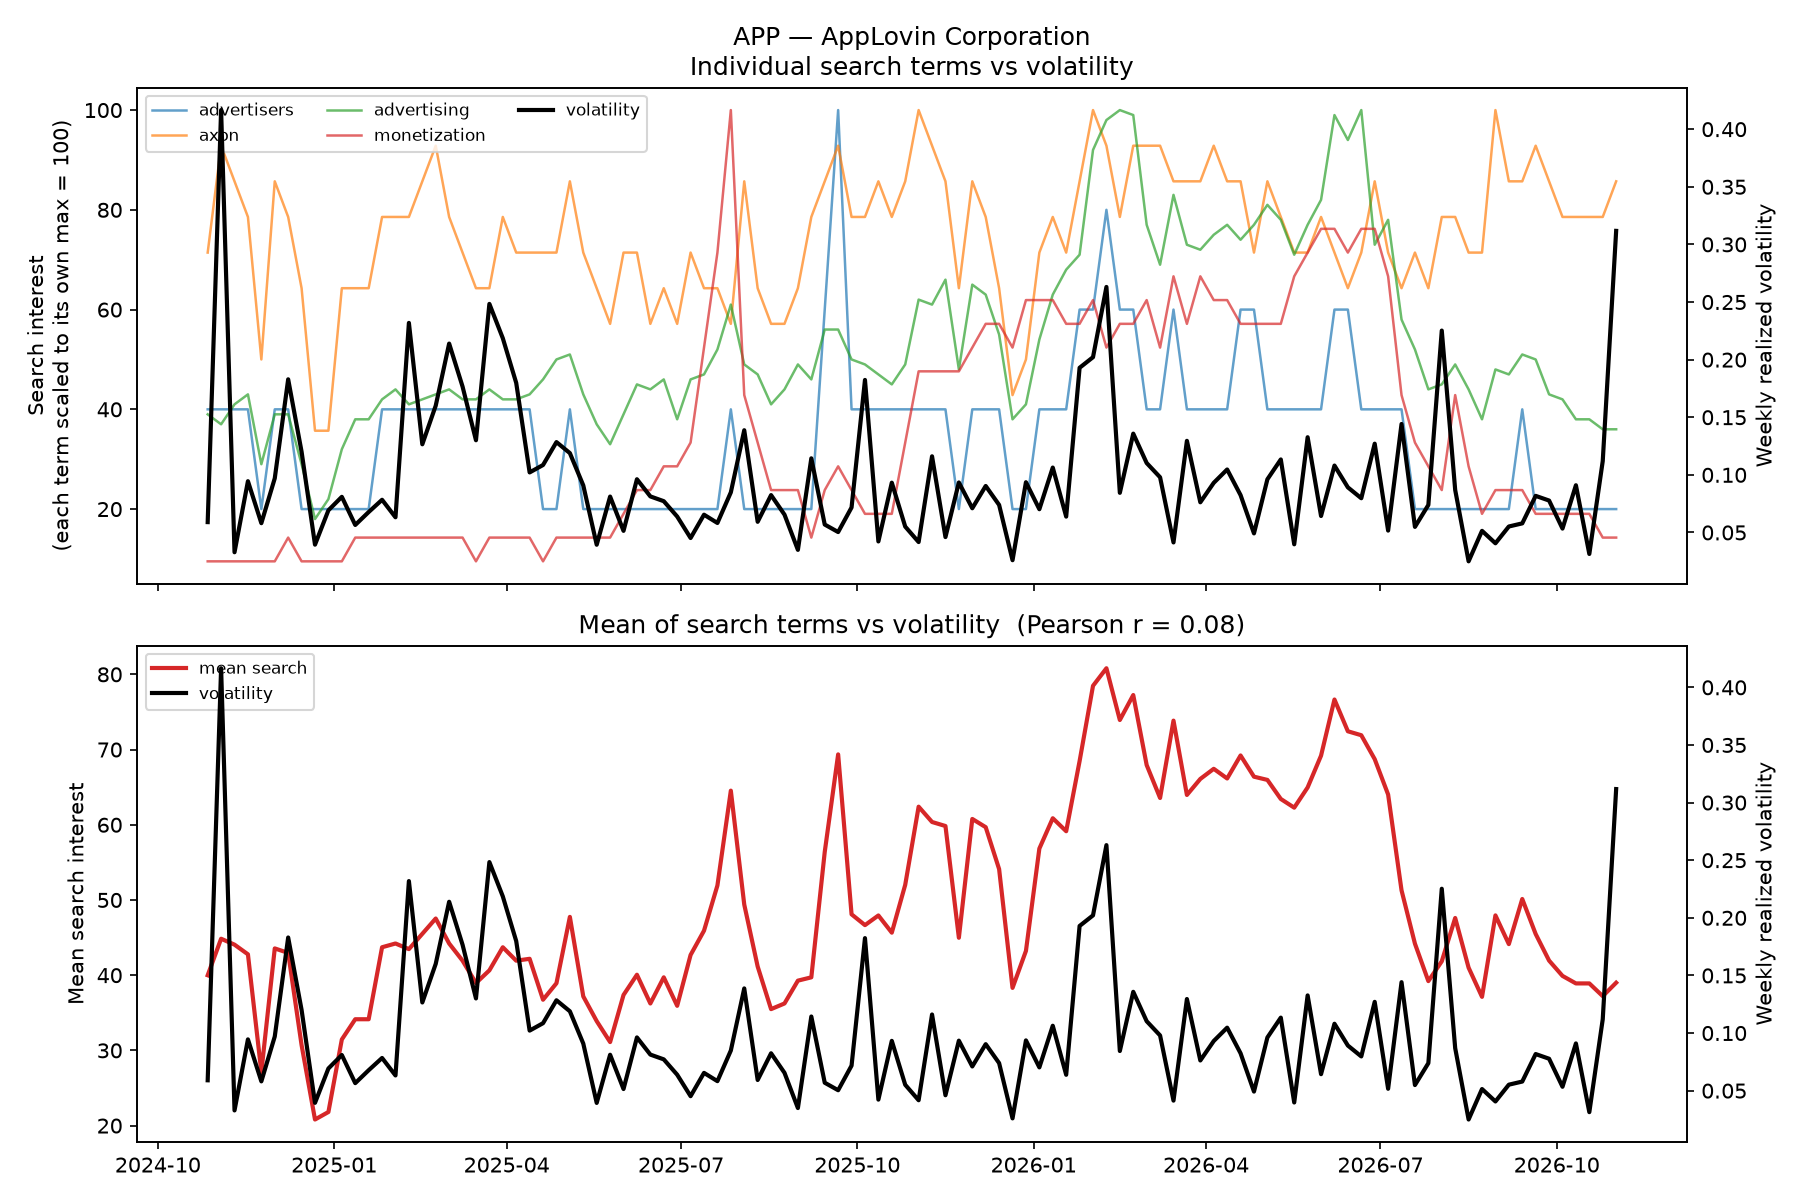 APP — AppLovin Corporation
Individual search terms vs volatility
advertisers
axon
advertising
monetization
volatility
Search interest
(each term scaled to its own max = 100)
100
80
60
40
20
Weekly realized volatility
0.40
0.35
0.30
0.25
0.20
0.15
0.10
0.05
Mean of search terms vs volatility  (Pearson r = 0.08)
mean search
volatility
Mean search interest
80
70
60
50
40
30
20
Weekly realized volatility
0.40
0.35
0.30
0.25
0.20
0.15
0.10
0.05
2024-10
2025-01
2025-04
2025-07
2025-10
2026-01
2026-04
2026-07
2026-10